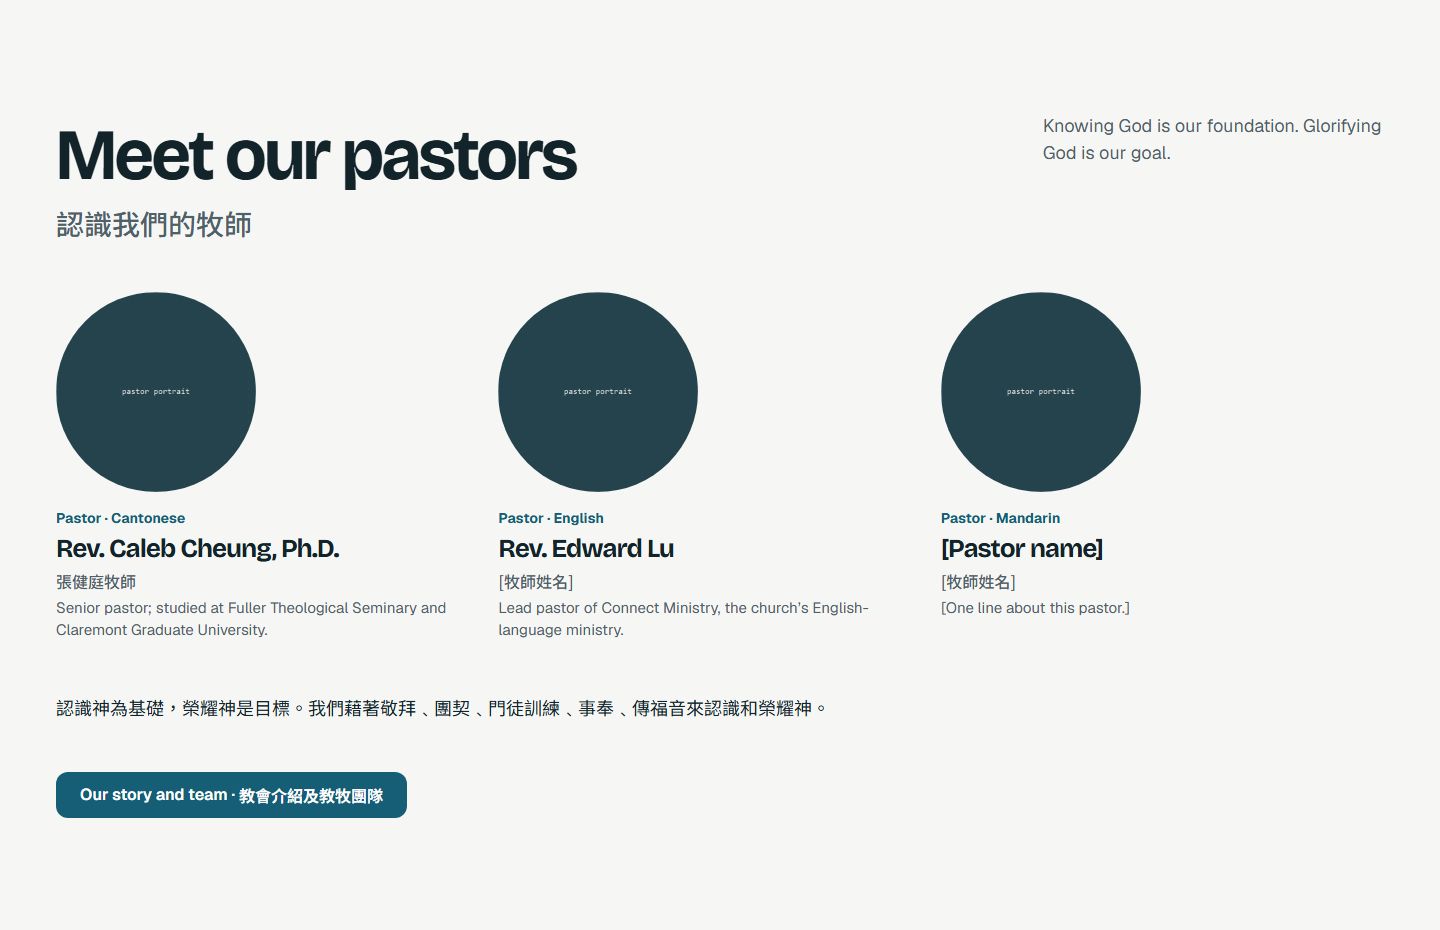 Meet our pastors
認識我們的牧師
Knowing God is our foundation. Glorifying
God is our goal.
pastor portrait
Pastor · Cantonese
Rev. Caleb Cheung, Ph.D.
張健庭牧師
Senior pastor; studied at Fuller Theological Seminary and
Claremont Graduate University.
pastor portrait
Pastor · English
Rev. Edward Lu
[牧師姓名]
Lead pastor of Connect Ministry, the church’s English-
language ministry.
pastor portrait
Pastor · Mandarin
[Pastor name]
[牧師姓名]
[One line about this pastor.]
認識神為基礎，榮耀神是目標。我們藉著敬拜、團契、門徒訓練、事奉、傳福音來認識和榮耀神。
Our story and team · 教會介紹及教牧團隊